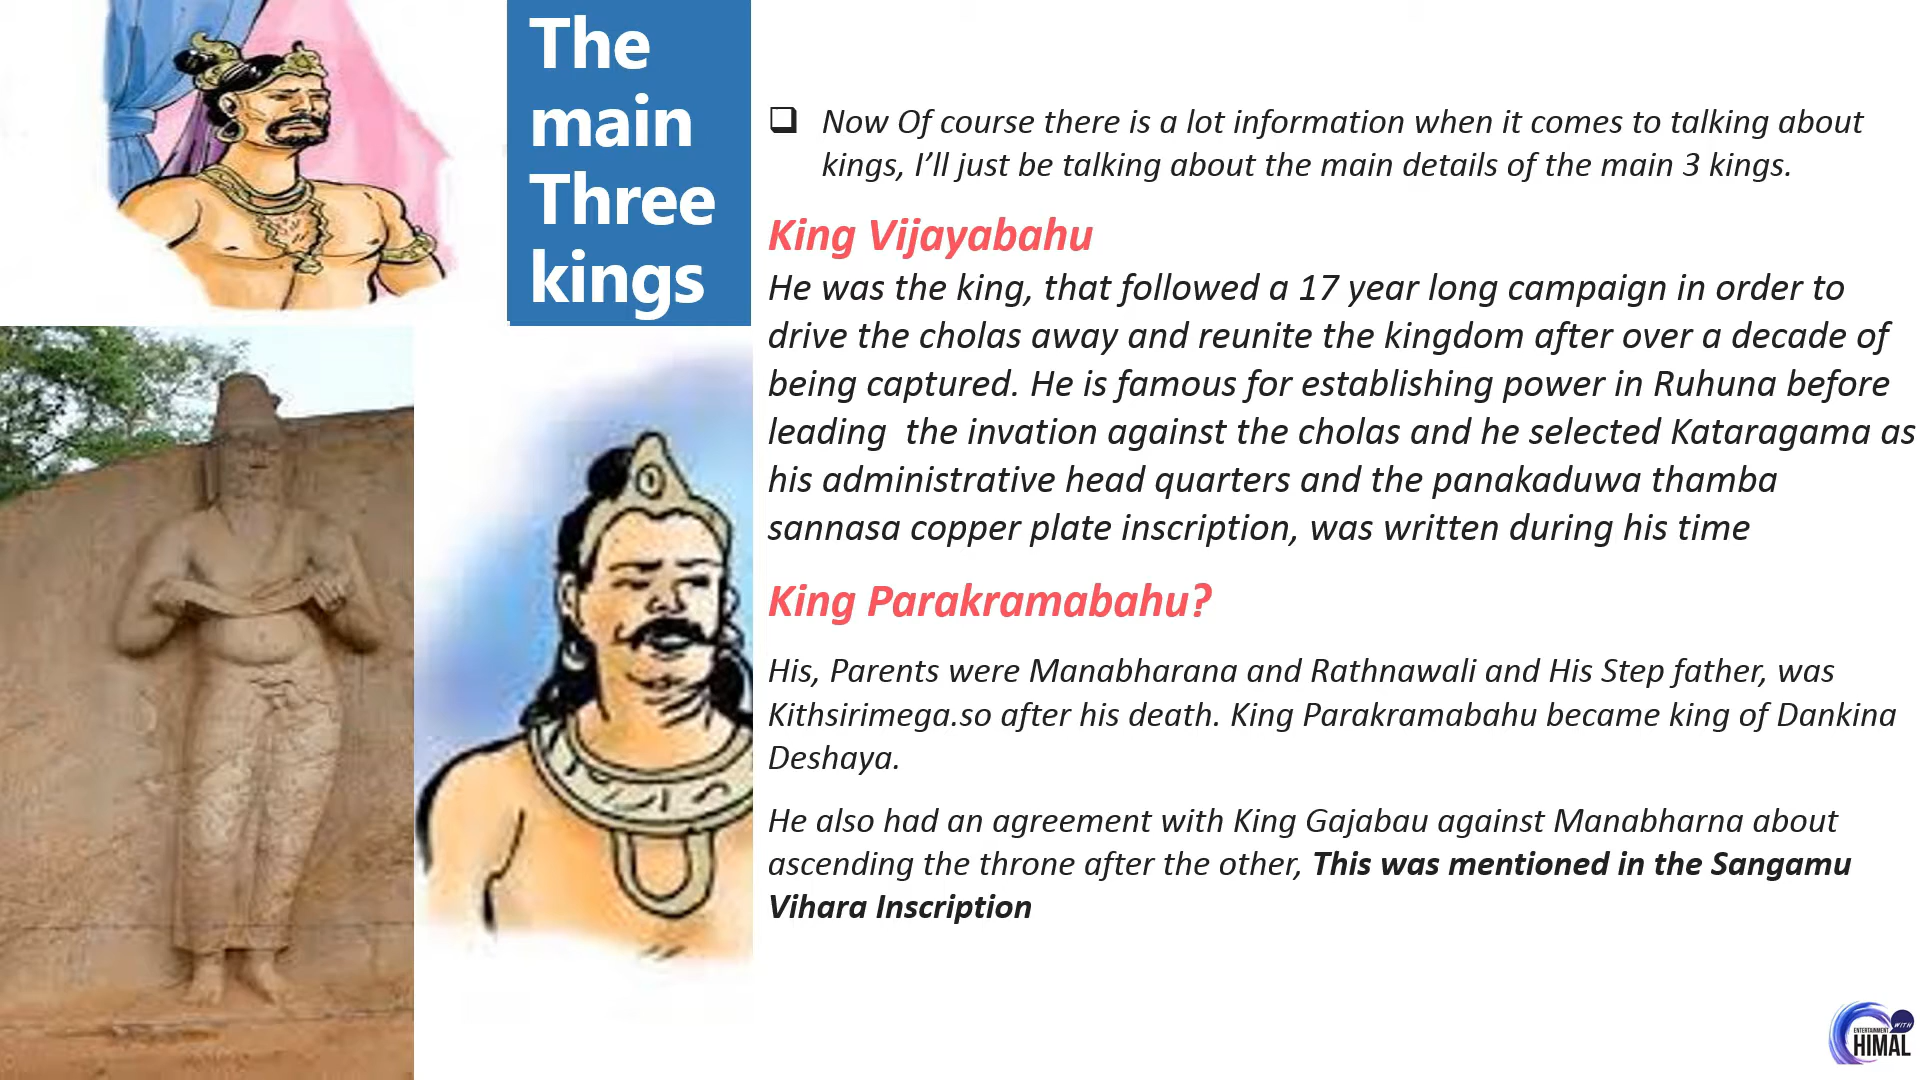 The
main
Three
kings
❑ Now Of course there is a lot information when it comes to talking about
kings, I’ll just be talking about the main details of the main 3 kings.
King Vijayabahu
He was the king, that followed a 17 year long campaign in order to
drive the cholas away and reunite the kingdom after over a decade of
being captured. He is famous for establishing power in Ruhuna before
leading  the invation against the cholas and he selected Kataragama as
his administrative head quarters and the panakaduwa thamba
sannasa copper plate inscription, was written during his time
King Parakramabahu?
His, Parents were Manabharana and Rathnawali and His Step father, was
Kithsirimega.so after his death. King Parakramabahu became king of Dankina
Deshaya.
He also had an agreement with King Gajabau against Manabharna about
ascending the throne after the other, This was mentioned in the Sangamu
Vihara Inscription
ENTERTAINMENT WITH
HIMAL